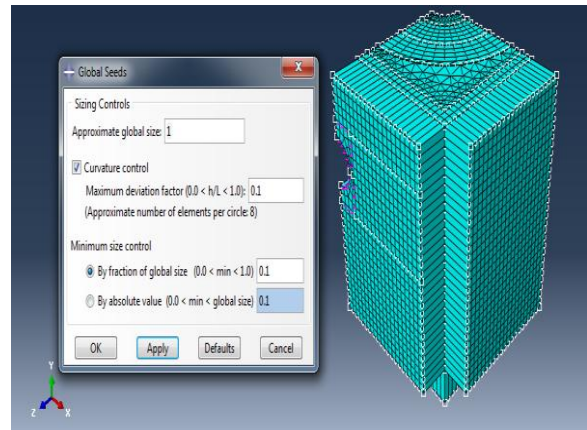 Global Seeds
Sizing Controls
Approximate global size: 1
Curvature control
Maximum deviation factor (0.0 < h/L < 1.0): 0.1
(Approximate number of elements per circle: 8)
Minimum size control
By fraction of global size (0.0 < min < 1.0) 0.1
By absolute value (0.0 < min < global size) 0.1
OK Apply Defaults Cancel
Y
Z X